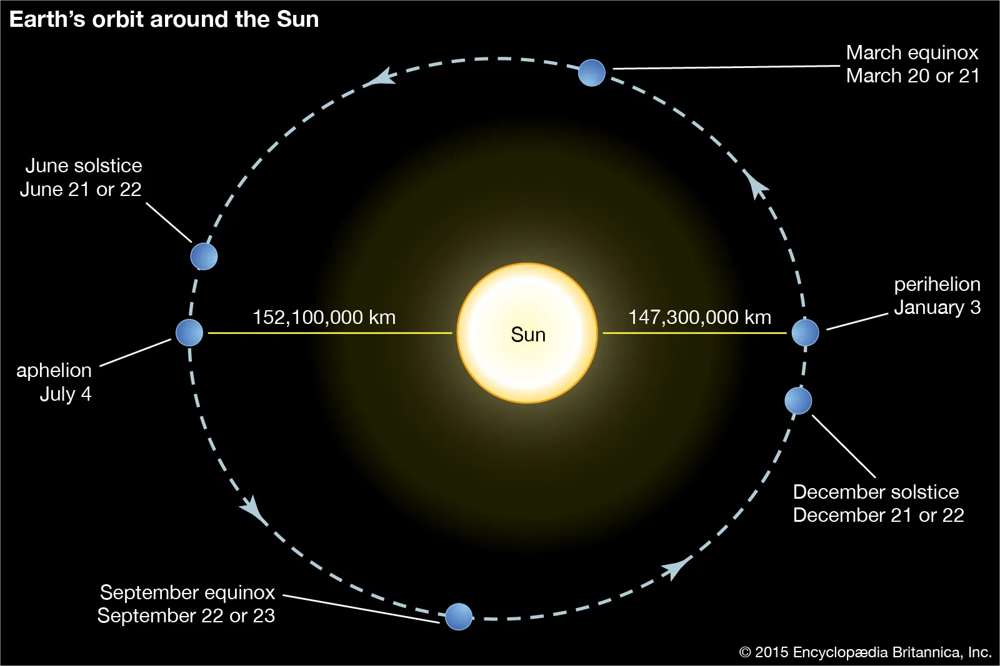 Earth’s orbit around the Sun
March equinox
March 20 or 21
June solstice
June 21 or 22
perihelion
January 3
152,100,000 km
147,300,000 km
Sun
aphelion
July 4
December solstice
December 21 or 22
September equinox
September 22 or 23
© 2015 Encyclopædia Britannica, Inc.